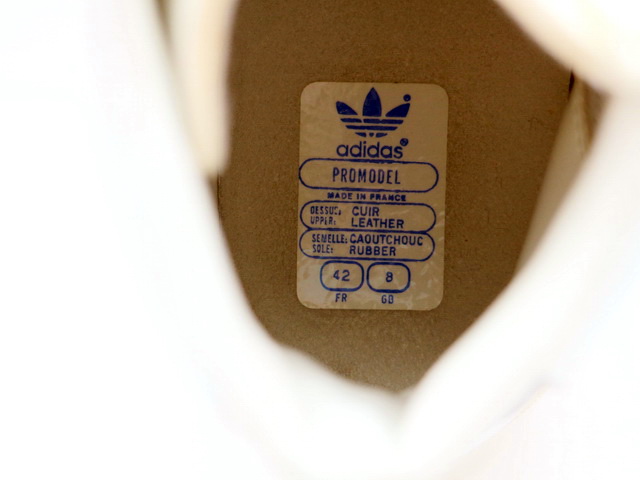 adidas
PROMODEL
MADE IN FRANCE
DESSUS: CUIR
UPPER: LEATHER
SEMELLE: CAOUTCHOUC
SOLE: RUBBER
42 8
FR GB